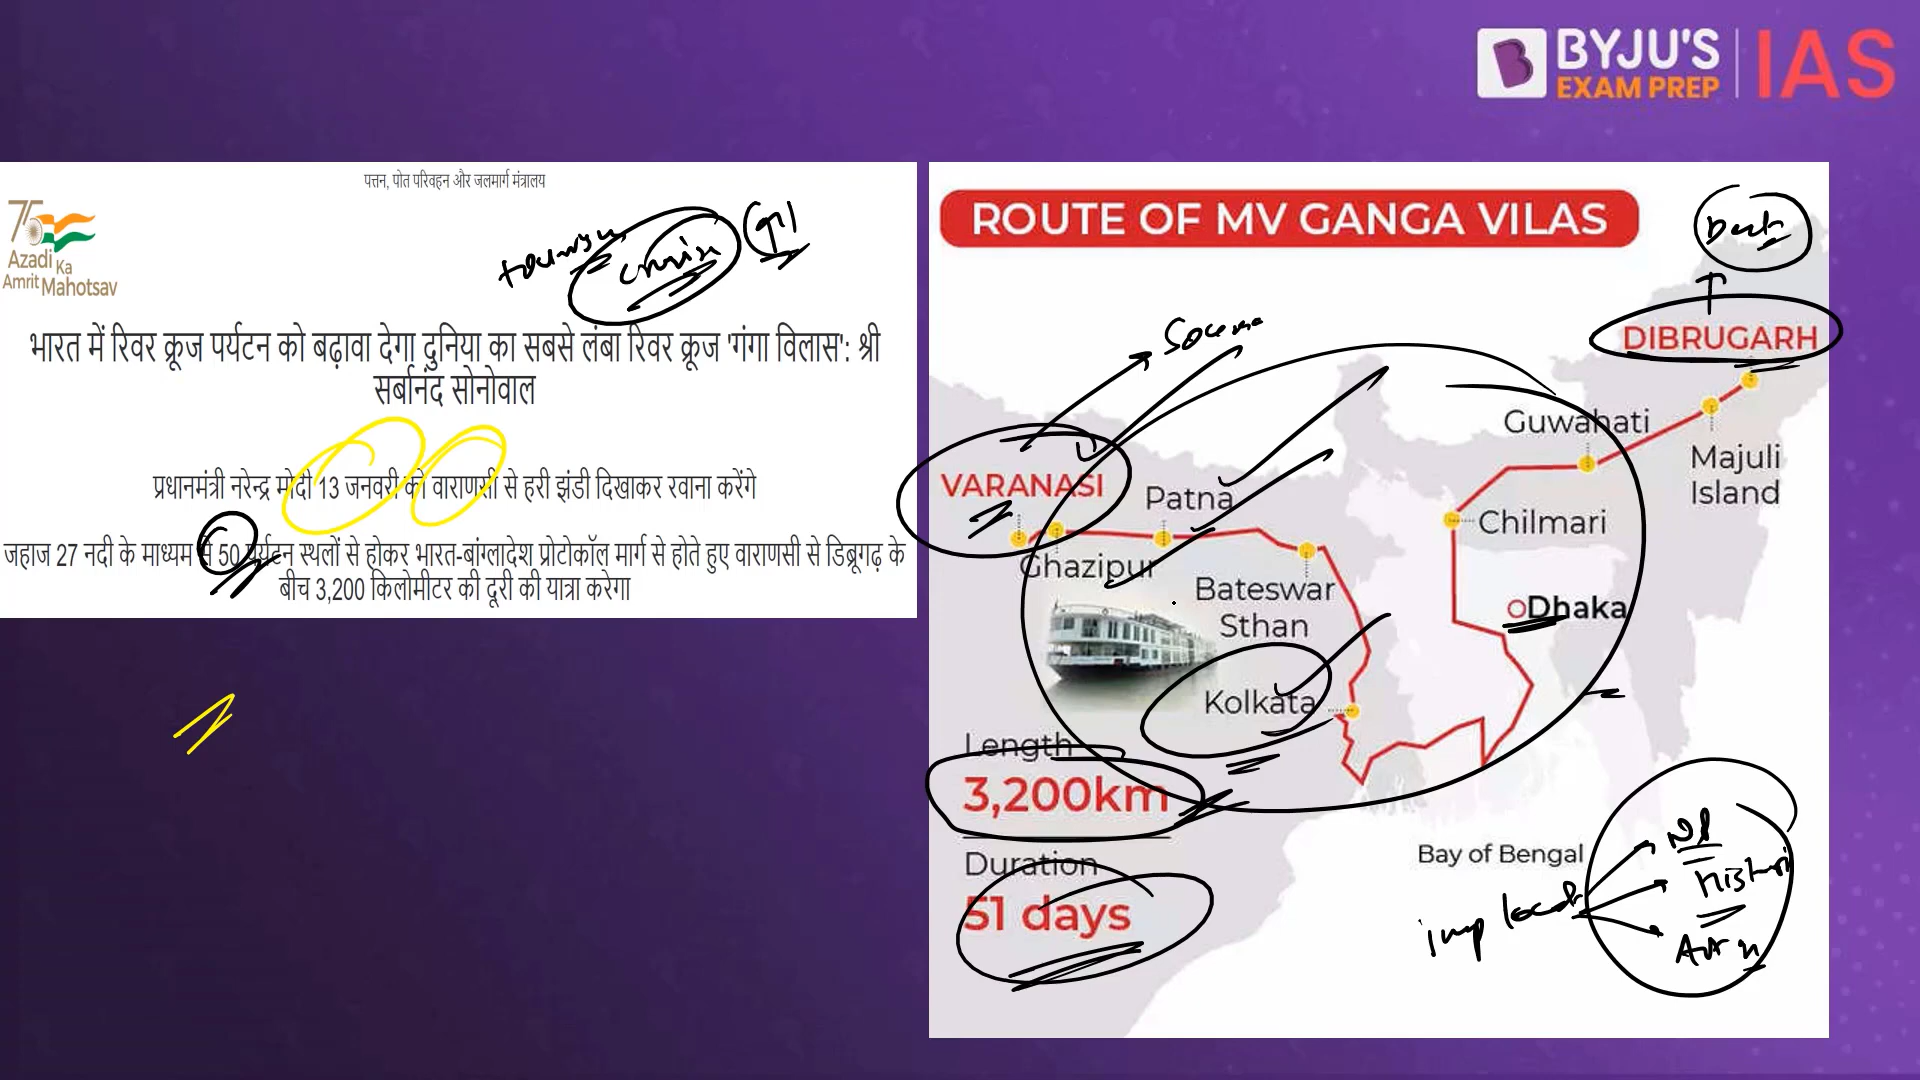 BYJU'S
EXAM PREP
IAS
पत्तन, पोत परिवहन और जलमार्ग मंत्रालय
75
Azadi Ka
Amrit Mahotsav
भारत में रिवर क्रूज पर्यटन को बढ़ावा देगा दुनिया का सबसे लंबा रिवर क्रूज 'गंगा विलास': श्री
सर्बानंद सोनोवाल
प्रधानमंत्री नरेन्द्र मोदी 13 जनवरी को वाराणसी से हरी झंडी दिखाकर रवाना करेंगे
जहाज 27 नदी के माध्यम से 50 पर्यटन स्थलों से होकर भारत-बांग्लादेश प्रोटोकॉल मार्ग से होते हुए वाराणसी से डिब्रूगढ़ के
बीच 3,200 किलोमीटर की दूरी की यात्रा करेगा
ROUTE OF MV GANGA VILAS
DIBRUGARH
Guwahati
Majuli
Island
VARANASI
Patna
Chilmari
Ghazipur
Bateswar
Sthan
Dhaka
Kolkata
Length
3,200km
Duration
51 days
Bay of Bengal
imp